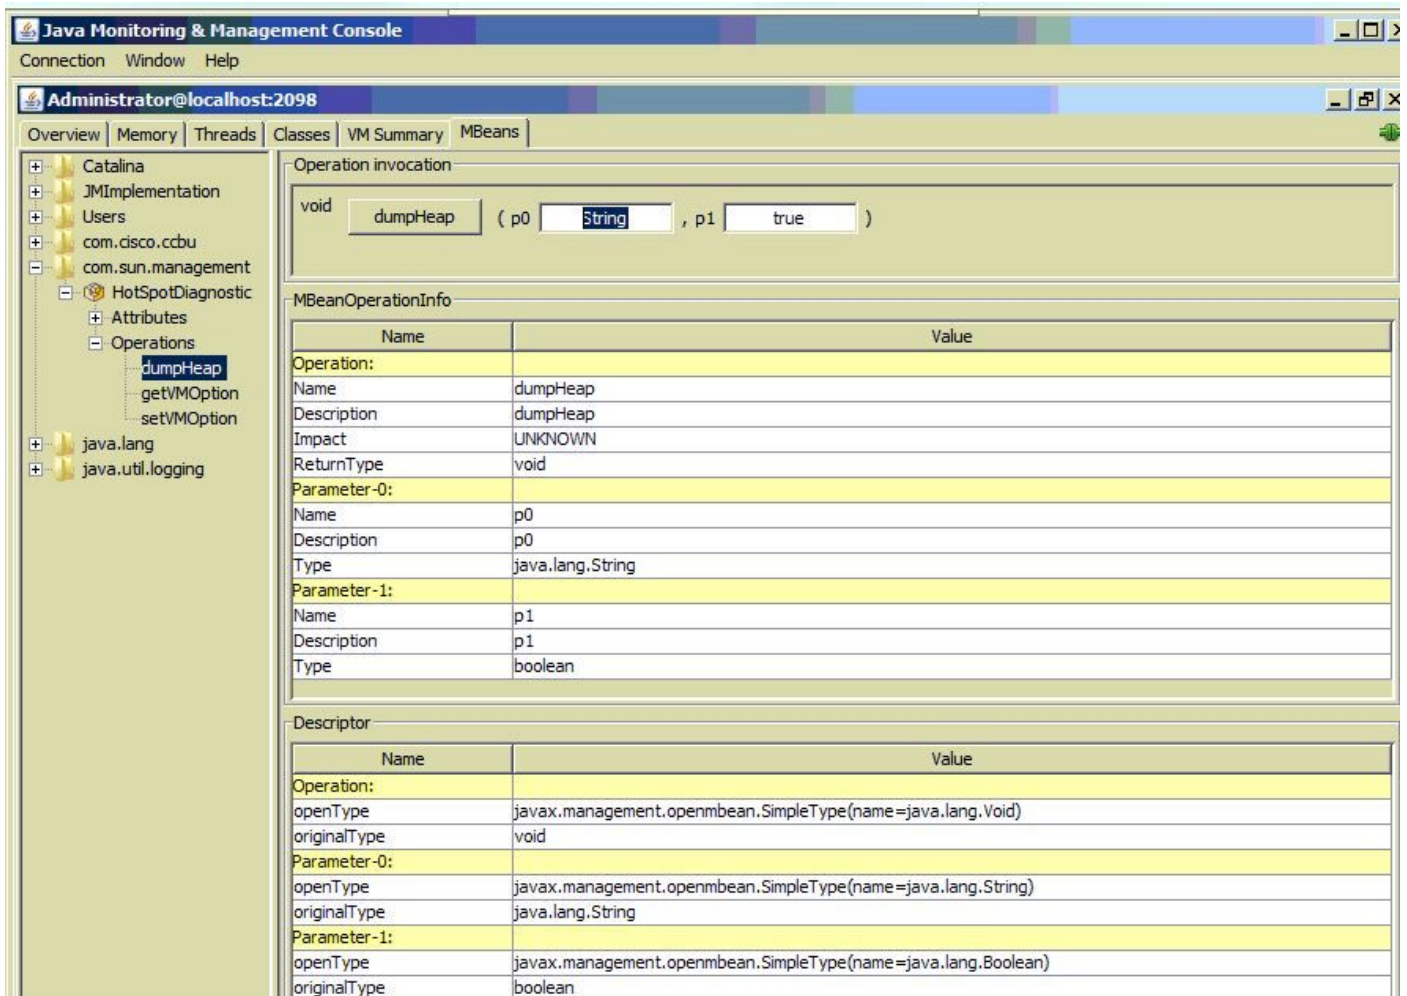 Java Monitoring & Management Console
Connection Window Help
Administrator@localhost:2098
Overview Memory Threads Classes VM Summary MBeans
Catalina
JMImplementation
Users
com.cisco.ccbu
com.sun.management
HotSpotDiagnostic
Attributes
Operations
dumpHeap
getVMOption
setVMOption
java.lang
java.util.logging
Operation invocation
void dumpHeap ( p0 String , p1 true )
MBeanOperationInfo
Name Value
Operation:
Name dumpHeap
Description dumpHeap
Impact UNKNOWN
ReturnType void
Parameter-0:
Name p0
Description p0
Type java.lang.String
Parameter-1:
Name p1
Description p1
Type boolean
Descriptor
Name Value
Operation:
openType javax.management.openmbean.SimpleType(name=java.lang.Void)
originalType void
Parameter-0:
openType javax.management.openmbean.SimpleType(name=java.lang.String)
originalType java.lang.String
Parameter-1:
openType javax.management.openmbean.SimpleType(name=java.lang.Boolean)
originalType boolean